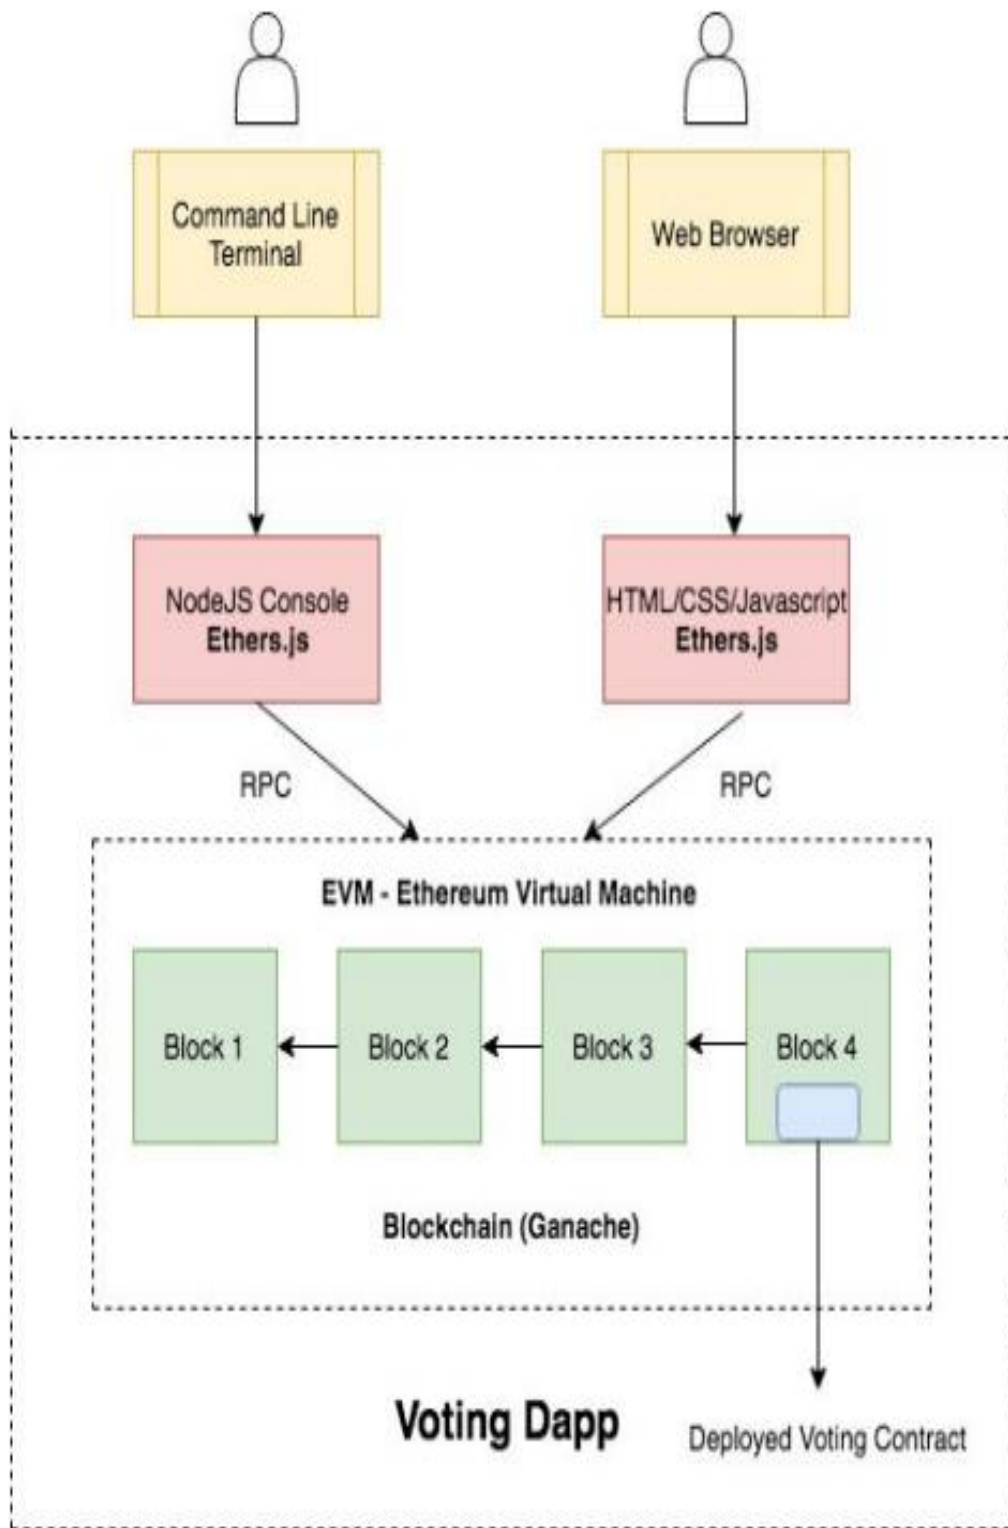 Command Line
Terminal
Web Browser
NodeJS Console
Ethers.js
HTML/CSS/Javascript
Ethers.js
RPC
RPC
EVM - Ethereum Virtual Machine
Block 1
Block 2
Block 3
Block 4
Blockchain (Ganache)
Voting Dapp
Deployed Voting Contract